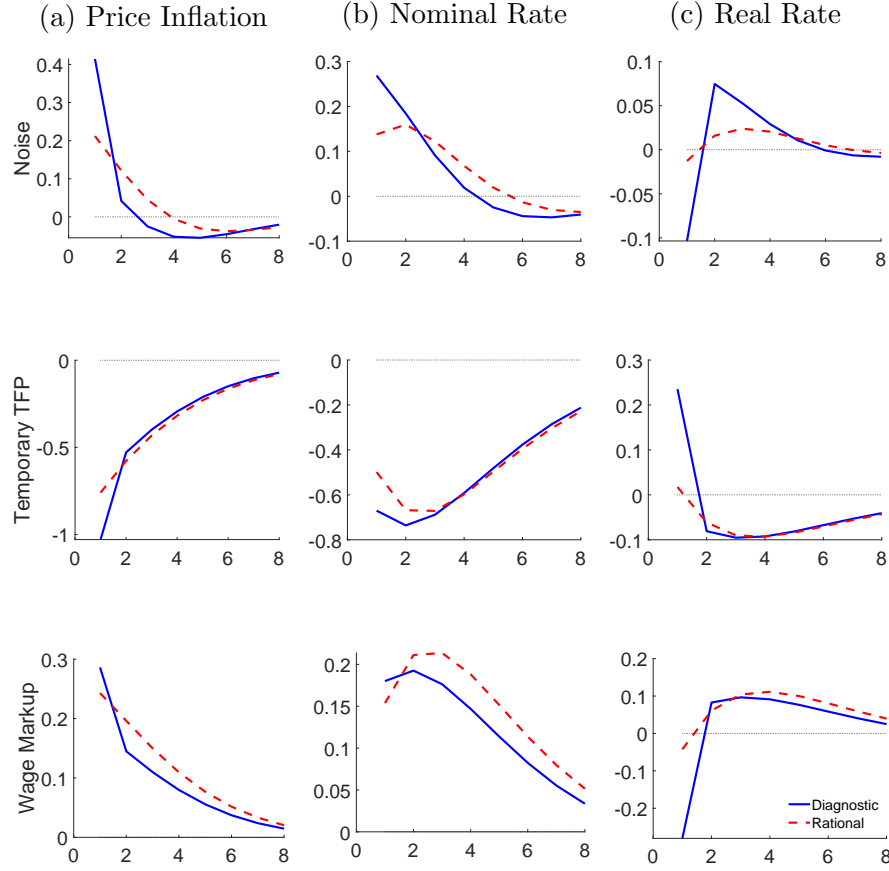 (a) Price Inflation
(b) Nominal Rate
(c) Real Rate
Noise
0.4
0.3
0.2
0.1
0
0 2 4 6 8
0.3
0.2
0.1
0
-0.1
0 2 4 6 8
0.1
0.05
0
-0.05
-0.1
0 2 4 6 8
Temporary TFP
0
-0.5
-1
0 2 4 6 8
0
-0.2
-0.4
-0.6
-0.8
0 2 4 6 8
0.3
0.2
0.1
0
-0.1
0 2 4 6 8
Wage Markup
0.3
0.2
0.1
0
0 2 4 6 8
0.2
0.15
0.1
0.05
0
0 2 4 6 8
0.2
0.1
0
-0.1
-0.2
0 2 4 6 8
Diagnostic
Rational